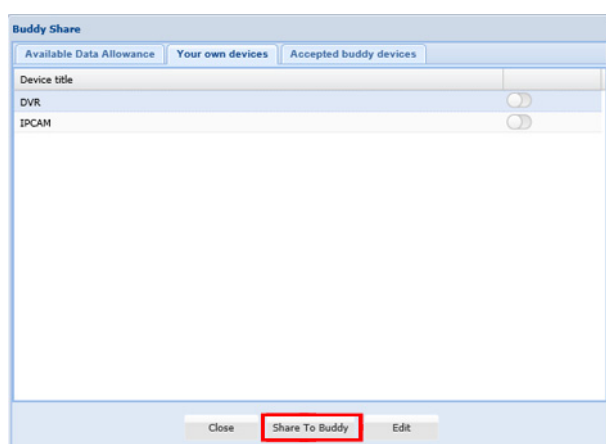 Buddy Share
Available Data Allowance Your own devices Accepted buddy devices
Device title
DVR
IPCAM
Close Share To Buddy Edit